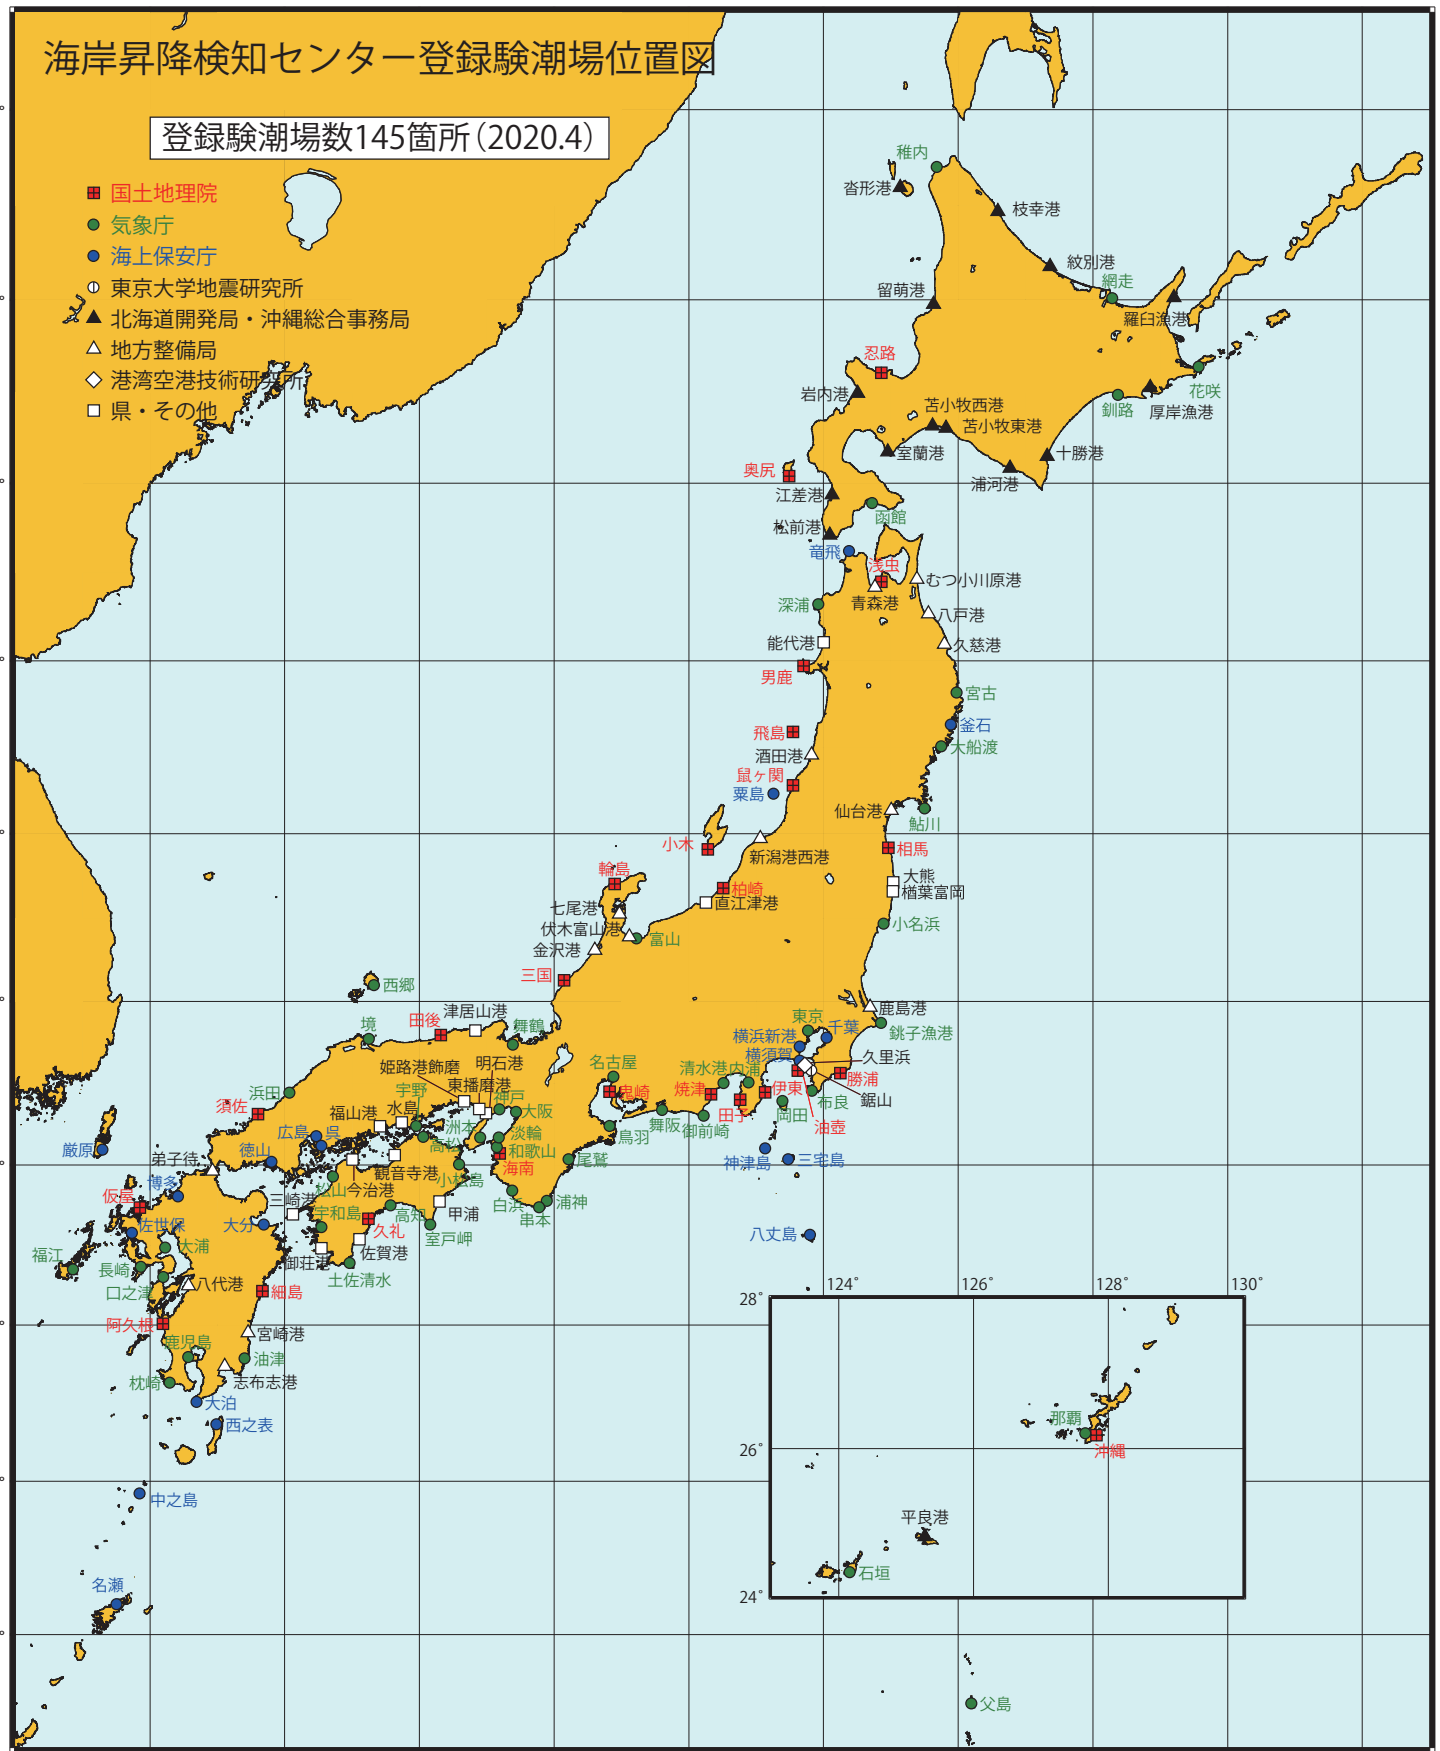 海岸昇降検知センター登録験潮場位置図
登録験潮場数145箇所(2020.4)
国土地理院
気象庁
海上保安庁
東京大学地震研究所
北海道開発局・沖縄総合事務局
地方整備局
港湾空港技術研究所
県・その他
稚内
沓形港
枝幸港
紋別港
網走
留萌港
羅臼漁港
忍路
花咲
岩内港
釧路
厚岸漁港
苫小牧西港
苫小牧東港
室蘭港
十勝港
奥尻
浦河港
江差港
函館
松前港
竜飛
浅虫
むつ小川原港
青森港
深浦
八戸港
能代港
久慈港
男鹿
宮古
釜石
飛島
大船渡
酒田港
鼠ヶ関
粟島
仙台港
鮎川
小木
相馬
新潟港西港
輪島
大熊
柏崎
楢葉富岡
直江津港
七尾港
小名浜
伏木富山港
富山
金沢港
三国
西郷
鹿島港
津居山港
田後
境
舞鶴
東京
千葉
銚子漁港
横浜新港
横須賀
久里浜
姫路港飾磨
明石港
名古屋
清水港
内浦
勝浦
東播磨港
宇野
神戸
鬼崎
焼津
伊東
浜田
鋸山
須佐
福山港
水島
大阪
舞阪
御前崎
田子
岡田
布良
洲本
淡輪
鳥羽
油壺
広島
呉
高松
和歌山
厳原
徳山
弟子待
海南
尾鷲
神津島
三宅島
観音寺港
小松島
博多
松山
今治港
仮屋
三崎港
白浜
浦神
宇和島
高知
甲浦
串本
佐世保
大分
久礼
室戸岬
八丈島
大浦
福江
佐賀港
御荘港
長崎
土佐清水
口之津
八代港
細島
124°
126°
128°
130°
28°
阿久根
鹿児島
宮崎港
油津
枕崎
志布志港
大泊
西之表
那覇
沖縄
26°
中之島
平良港
石垣
名瀬
24°
父島